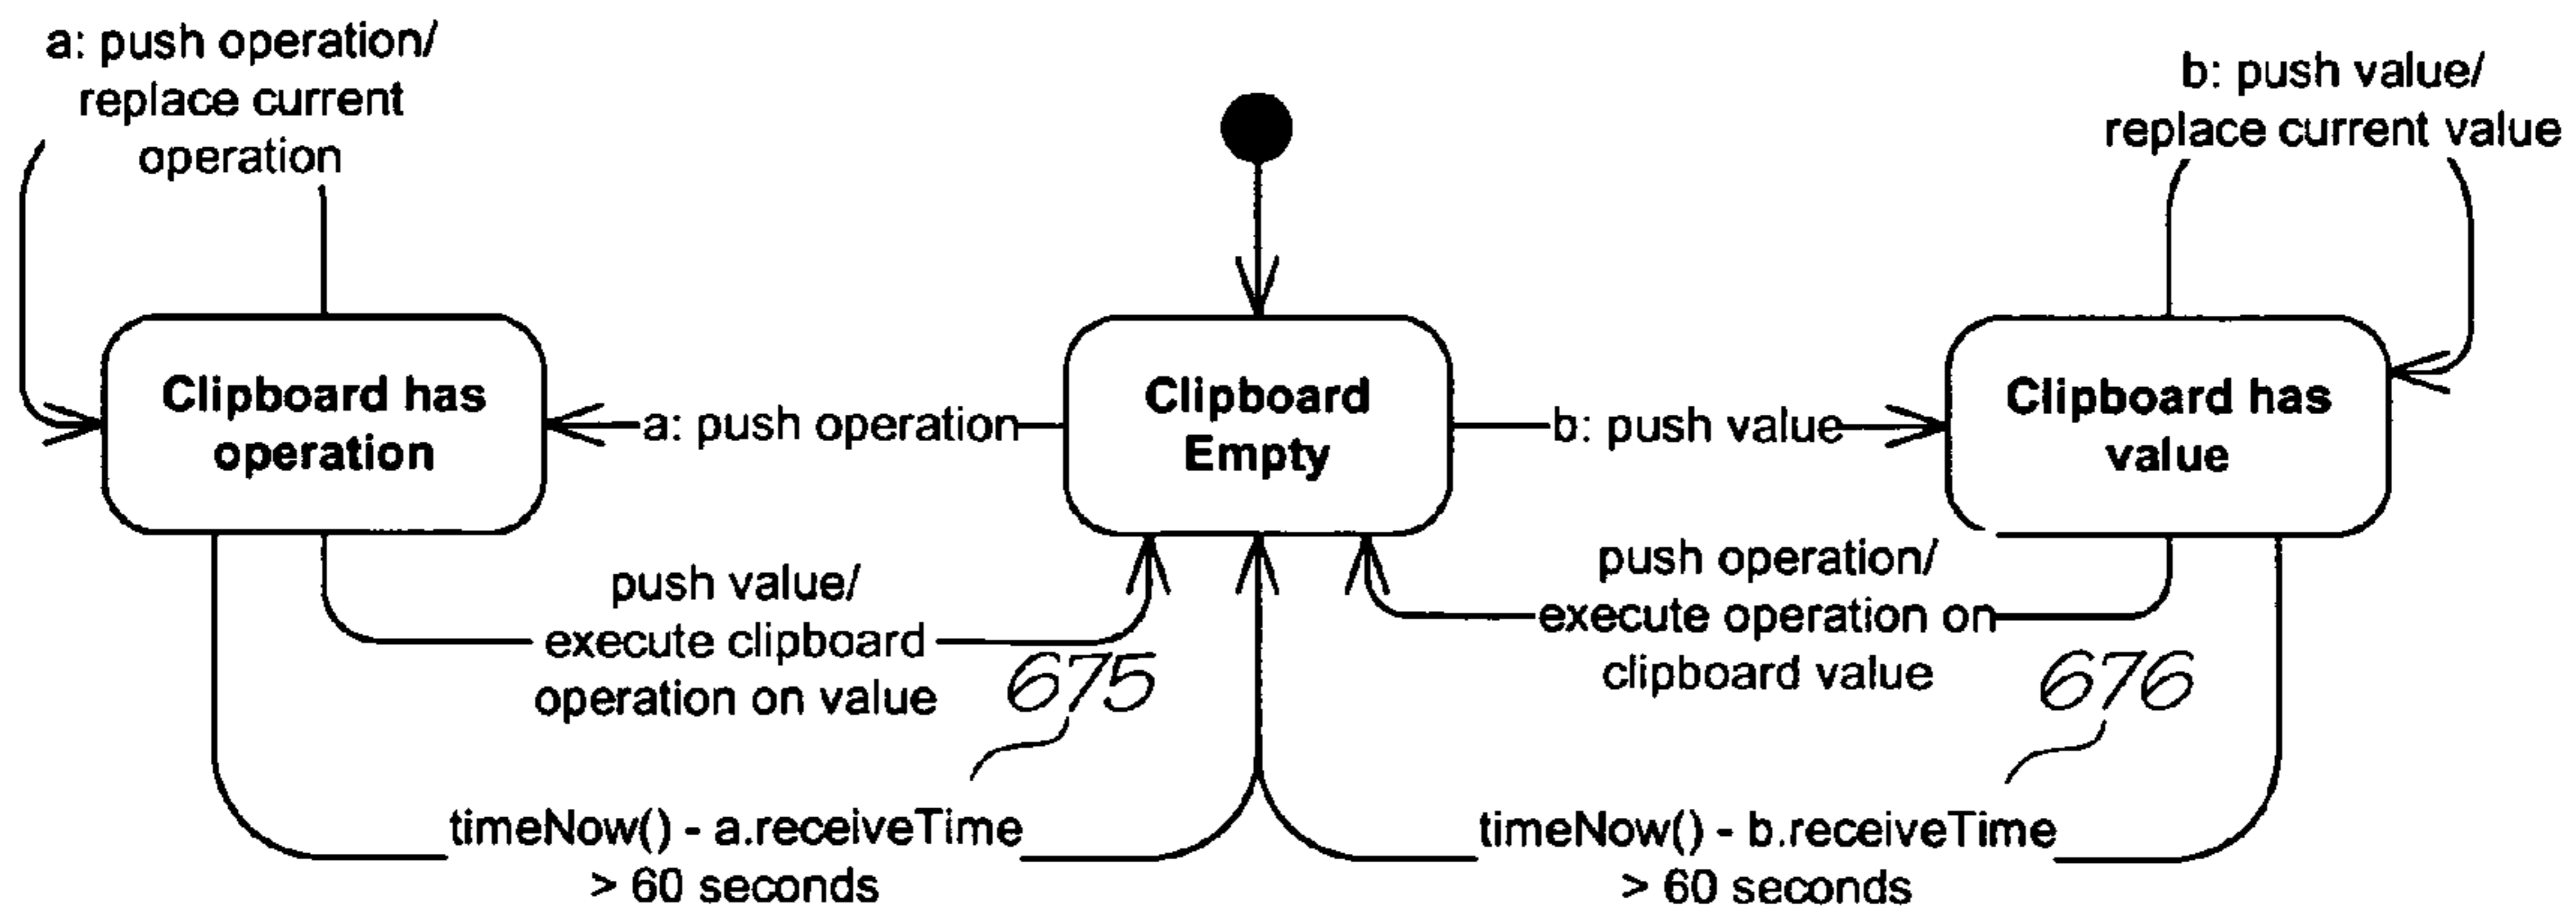 a: push operation/
replace current
operation
b: push value/
replace current value
Clipboard has
operation
a: push operation
Clipboard
Empty
b: push value
Clipboard has
value
push value/
execute clipboard
operation on value
675
push operation/
execute operation on
clipboard value
676
timeNow() - a.receiveTime
> 60 seconds
timeNow() - b.receiveTime
> 60 seconds